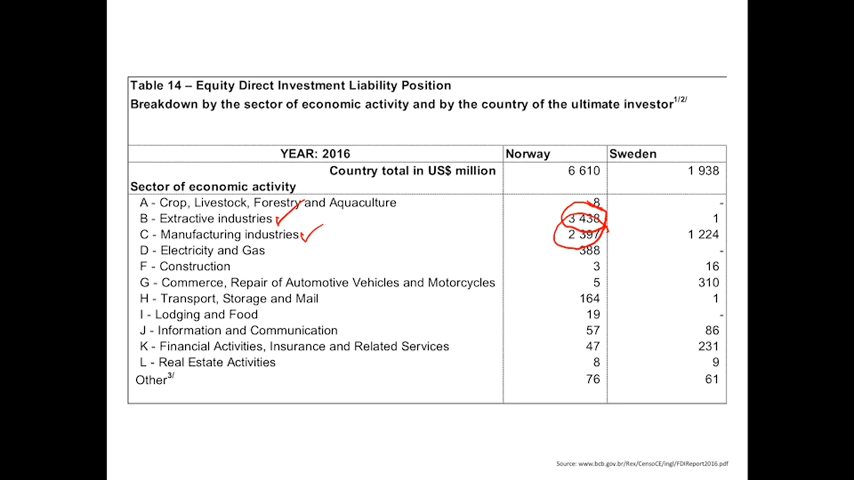 Table 14 – Equity Direct Investment Liability Position
Breakdown by the sector of economic activity and by the country of the ultimate investor1/2/
YEAR: 2016 Norway Sweden
Country total in US$ million 6 610 1 938
Sector of economic activity
A - Crop, Livestock, Forestry and Aquaculture 8 -
B - Extractive industries 3 438 1
C - Manufacturing industries 2 397 1 224
D - Electricity and Gas 388 -
F - Construction 3 16
G - Commerce, Repair of Automotive Vehicles and Motorcycles 5 310
H - Transport, Storage and Mail 164 1
I - Lodging and Food 19 -
J - Information and Communication 57 86
K - Financial Activities, Insurance and Related Services 47 231
L - Real Estate Activities 8 9
Other3/ 76 61
Source: www.bcb.gov.br/Rex/CensoCE/ingl/FDIReport2016.pdf